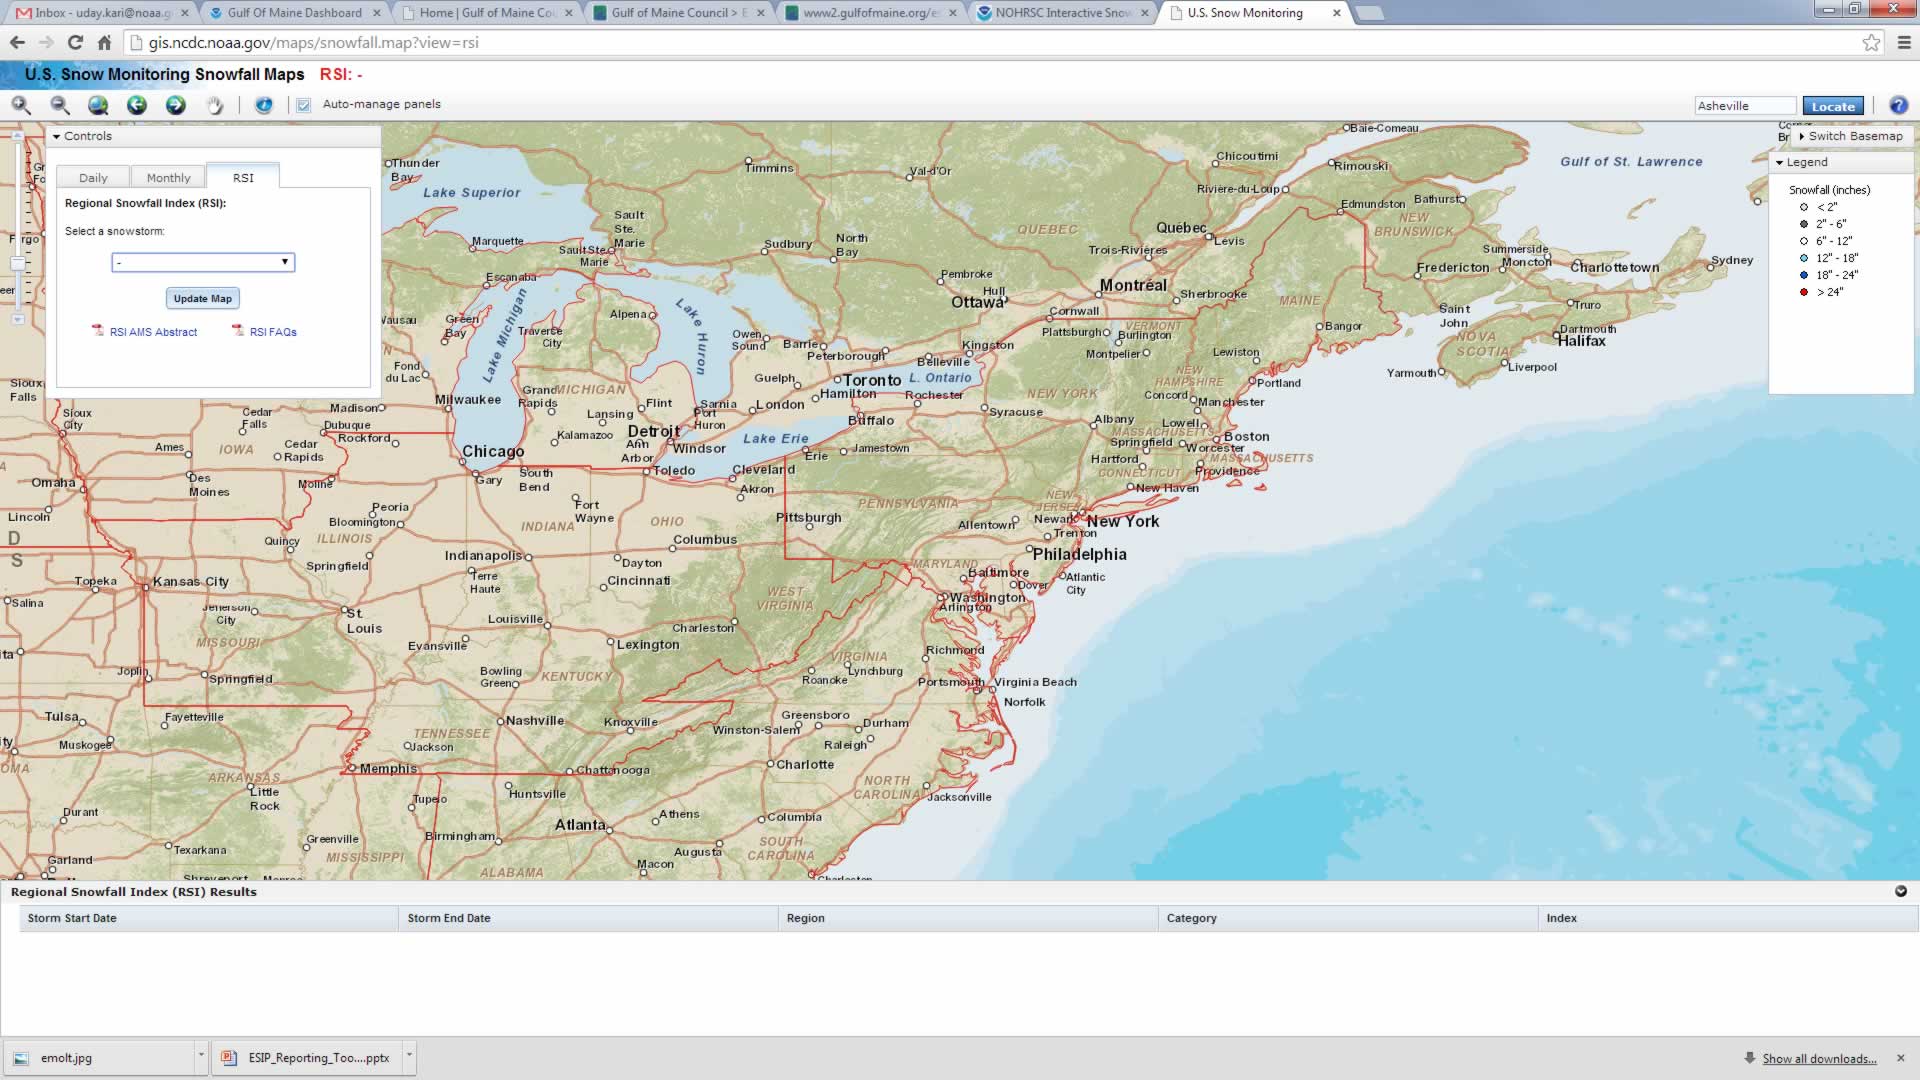 Inbox - uday.kari@noaa.g
Gulf Of Maine Dashboard
Home | Gulf of Maine Cou
Gulf of Maine Council > E
www2.gulfofmaine.org/es
NOHRSC Interactive Snow
U.S. Snow Monitoring
gis.ncdc.noaa.gov/maps/snowfall.map?view=rsi
U.S. Snow Monitoring Snowfall Maps RSI: -
Auto-manage panels
Asheville
Locate
Controls
Daily
Monthly
RSI
Regional Snowfall Index (RSI):
Select a snowstorm:
-
Update Map
RSI AMS Abstract
RSI FAQs
Switch Basemap
Legend
Snowfall (inches)
< 2"
2" - 6"
6" - 12"
12" - 18"
18" - 24"
> 24"
Baie-Comeau
Gulf of St. Lawrence
Thunder Bay
Timmins
Val-d'Or
Chicoutimi
Rimouski
Lake Superior
Rivière-du-Loup
Edmundston
Bathurst
NEW BRUNSWICK
Sault Ste. Marie
QUEBEC
Québec
Levis
Marquette
Sault Ste. Marie
Sudbury
North Bay
Trois-Rivières
Summerside
Moncton
Charlottetown
Sydney
Fargo
Escanaba
Pembroke
Hull
Ottawa
Montréal
Sherbrooke
Fredericton
MAINE
Truro
Alpena
Lake Huron
Lake Michigan
Green Bay
Traverse City
Owen Sound
Barrie
Peterborough
Cornwall
Plattsburgh
VERMONT
Burlington
Bangor
Saint John
Dartmouth
Halifax
NOVA SCOTIA
Kingston
Belleville
Montpelier
Lewiston
Yarmouth
Liverpool
Fond du Lac
Guelph
Toronto
L. Ontario
Hamilton
Rochester
NEW HAMPSHIRE
Portland
Sioux Falls
Grand Rapids
MICHIGAN
NEW YORK
Concord
Manchester
Milwaukee
Madison
Flint
Sarnia
Port Huron
London
Syracuse
Sioux City
Cedar Falls
Dubuque
Rockford
Lansing
Buffalo
Albany
Lowell
MASSACHUSETTS
Boston
Kalamazoo
Detroit
Ann Arbor
Windsor
Lake Erie
Jamestown
Springfield
Worcester
MASSACHUSETTS
Ames
IOWA
Cedar Rapids
Chicago
Erie
Hartford
Providence
CONNECTICUT
Omaha
Des Moines
Moline
Gary
South Bend
Toledo
Cleveland
Akron
New Haven
Lincoln
Peoria
Bloomington
Fort Wayne
INDIANA
OHIO
Pittsburgh
PENNSYLVANIA
Allentown
NEW JERSEY
Newark
New York
Trenton
D
S
Quincy
ILLINOIS
Springfield
Indianapolis
Columbus
Dayton
Philadelphia
MARYLAND
Baltimore
Dover
Atlantic City
Topeka
Kansas City
Terre Haute
Cincinnati
WEST VIRGINIA
Washington
Arlington
Salina
Jefferson City
St. Louis
Louisville
Charleston
MISSOURI
Evansville
Lexington
Richmond
VIRGINIA
Joplin
Springfield
Bowling Green
KENTUCKY
Roanoke
Lynchburg
Portsmouth
Virginia Beach
Norfolk
Tulsa
Fayetteville
Nashville
Knoxville
Greensboro
Winston-Salem
Durham
Raleigh
Muskogee
TENNESSEE
Jackson
ARKANSAS
Memphis
Chattanooga
Charlotte
NORTH CAROLINA
Jacksonville
Little Rock
Tupelo
Huntsville
Durant
Atlanta
Athens
Columbia
Greenville
Birmingham
Texarkana
MISSISSIPPI
Augusta
SOUTH CAROLINA
Garland
ALABAMA
Macon
Shreveport
Monroe
Charleston
Regional Snowfall Index (RSI) Results
Storm Start Date
Storm End Date
Region
Category
Index
emolt.jpg
ESIP_Reporting_Too....pptx
Show all downloads...